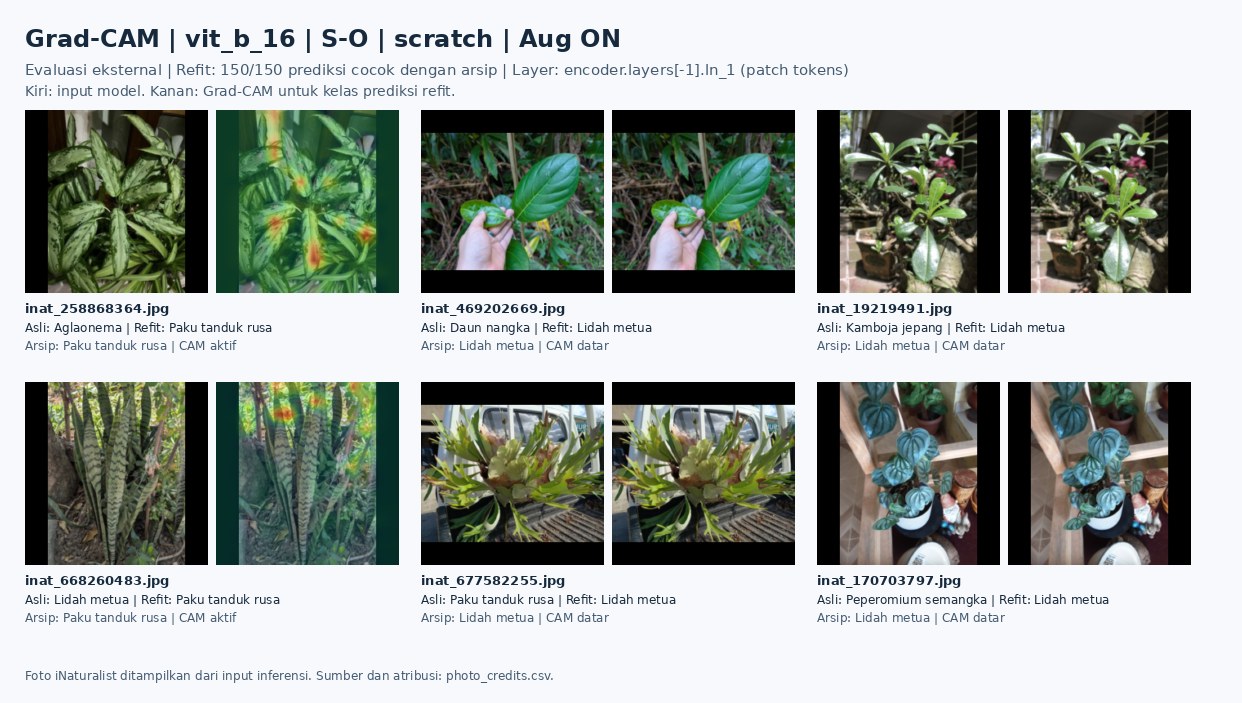 Grad-CAM | vit_b_16 | S-O | scratch | Aug ON
Evaluasi eksternal | Refit: 150/150 prediksi cocok dengan arsip | Layer: encoder.layers[-1].ln_1 (patch tokens)
Kiri: input model. Kanan: Grad-CAM untuk kelas prediksi refit.
inat_258868364.jpg
Asli: Aglaonema | Refit: Paku tanduk rusa
Arsip: Paku tanduk rusa | CAM aktif
inat_469202669.jpg
Asli: Daun nangka | Refit: Lidah metua
Arsip: Lidah metua | CAM datar
inat_19219491.jpg
Asli: Kamboja jepang | Refit: Lidah metua
Arsip: Lidah metua | CAM datar
inat_668260483.jpg
Asli: Lidah metua | Refit: Paku tanduk rusa
Arsip: Paku tanduk rusa | CAM aktif
inat_677582255.jpg
Asli: Paku tanduk rusa | Refit: Lidah metua
Arsip: Lidah metua | CAM datar
inat_170703797.jpg
Asli: Peperomium semangka | Refit: Lidah metua
Arsip: Lidah metua | CAM datar
Foto iNaturalist ditampilkan dari input inferensi. Sumber dan atribusi: photo_credits.csv.